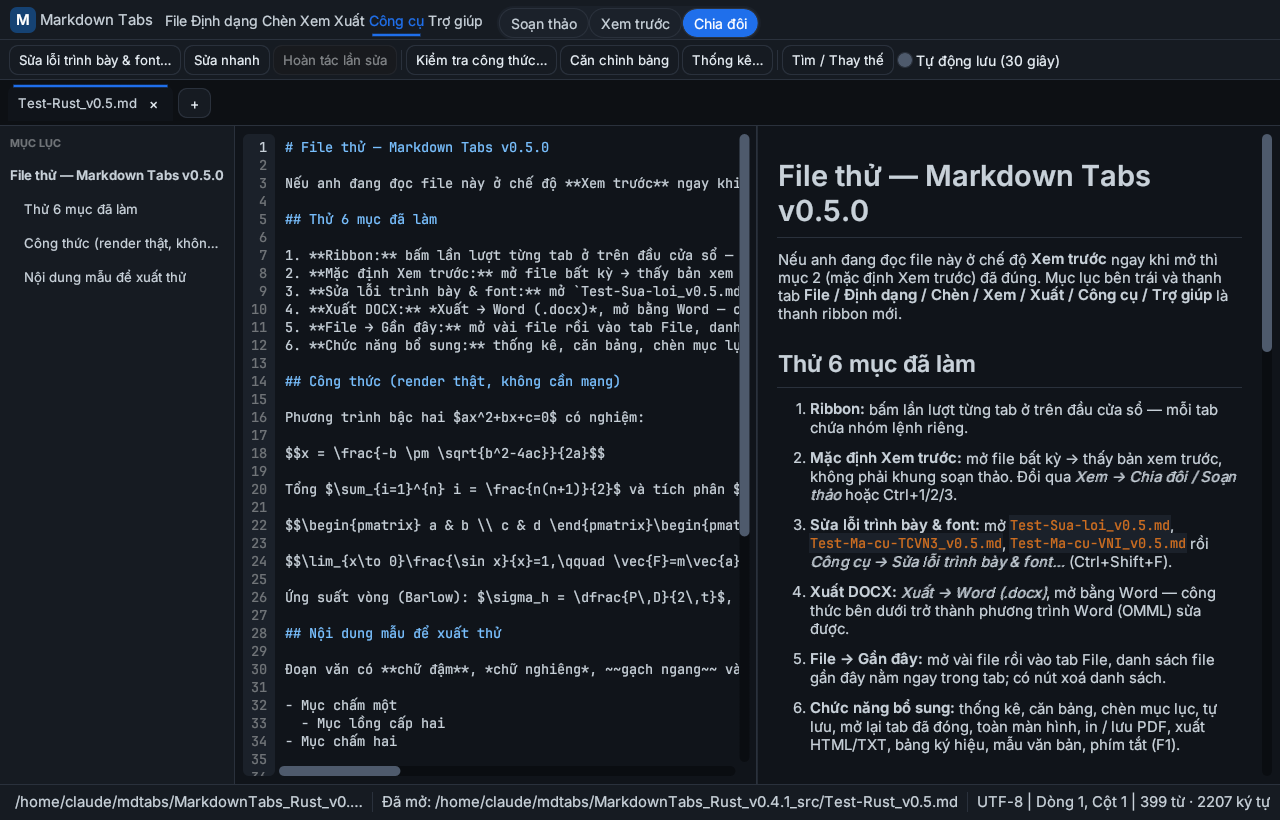 M Markdown Tabs File Định dạng Chèn Xem Xuất Công cụ Trợ giúp Soạn thảo Xem trước Chia đôi
Sửa lỗi trình bày & font... Sửa nhanh Hoàn tác lần sửa Kiểm tra công thức... Căn chỉnh bảng Thống kê... Tìm / Thay thế Tự động lưu (30 giây)
Test-Rust_v0.5.md × +
MỤC LỤC
File thử — Markdown Tabs v0.5.0
Thử 6 mục đã làm
Công thức (render thật, khôn...
Nội dung mẫu để xuất thử
1 # File thử — Markdown Tabs v0.5.0
2
3 Nếu anh đang đọc file này ở chế độ **Xem trước** ngay khi
4
5 ## Thử 6 mục đã làm
6
7 1. **Ribbon:** bấm lần lượt từng tab ở trên đầu cửa sổ —
8 2. **Mặc định Xem trước:** mở file bất kỳ → thấy bản xem
9 3. **Sửa lỗi trình bày & font:** mở `Test-Sua-loi_v0.5.md
10 4. **Xuất DOCX:** *Xuất → Word (.docx)*, mở bằng Word — c
11 5. **File → Gần đây:** mở vài file rồi vào tab File, danh
12 6. **Chức năng bổ sung:** thống kê, căn bảng, chèn mục lụ
13
14 ## Công thức (render thật, không cần mạng)
15
16 Phương trình bậc hai $ax^2+bx+c=0$ có nghiệm:
17
18 $$x = \frac{-b \pm \sqrt{b^2-4ac}}{2a}$$
19
20 Tổng $\sum_{i=1}^{n} i = \frac{n(n+1)}{2}$ và tích phân $
21
22 $$\begin{pmatrix} a & b \\ c & d \end{pmatrix}\begin{pmat
23
24 $$\lim_{x\to 0}\frac{\sin x}{x}=1,\qquad \vec{F}=m\vec{a}
25
26 Ứng suất vòng (Barlow): $\sigma_h = \dfrac{P\,D}{2\,t}$,
27
28 ## Nội dung mẫu để xuất thử
29
30 Đoạn văn có **chữ đậm**, *chữ nghiêng*, ~~gạch ngang~~ và
31
32 - Mục chấm một
33   - Mục lồng cấp hai
34 - Mục chấm hai
35
File thử — Markdown Tabs
v0.5.0
Nếu anh đang đọc file này ở chế độ Xem trước ngay khi mở thì
mục 2 (mặc định Xem trước) đã đúng. Mục lục bên trái và thanh
tab File / Định dạng / Chèn / Xem / Xuất / Công cụ / Trợ giúp là
thanh ribbon mới.
Thử 6 mục đã làm
1. Ribbon: bấm lần lượt từng tab ở trên đầu cửa sổ — mỗi tab
chứa nhóm lệnh riêng.
2. Mặc định Xem trước: mở file bất kỳ → thấy bản xem trước,
không phải khung soạn thảo. Đổi qua Xem → Chia đôi / Soạn
thảo hoặc Ctrl+1/2/3.
3. Sửa lỗi trình bày & font: mở Test-Sua-loi_v0.5.md,
Test-Ma-cu-TCVN3_v0.5.md, Test-Ma-cu-VNI_v0.5.md rồi
Công cụ → Sửa lỗi trình bày & font... (Ctrl+Shift+F).
4. Xuất DOCX: Xuất → Word (.docx), mở bằng Word — công
thức bên dưới trở thành phương trình Word (OMML) sửa
được.
5. File → Gần đây: mở vài file rồi vào tab File, danh sách file
gần đây nằm ngay trong tab; có nút xoá danh sách.
6. Chức năng bổ sung: thống kê, căn bảng, chèn mục lục, tự
lưu, mở lại tab đã đóng, toàn màn hình, in / lưu PDF, xuất
HTML/TXT, bảng ký hiệu, mẫu văn bản, phím tắt (F1).
/home/claude/mdtabs/MarkdownTabs_Rust_v0.... Đã mở: /home/claude/mdtabs/MarkdownTabs_Rust_v0.4.1_src/Test-Rust_v0.5.md UTF-8 | Dòng 1, Cột 1 | 399 từ · 2207 ký tự